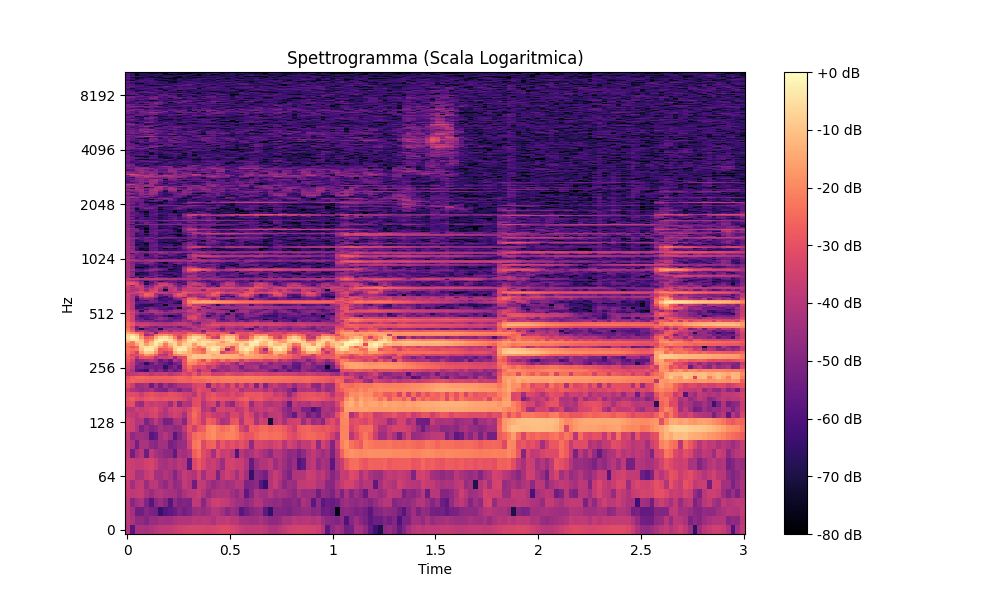 Spettrogramma (Scala Logaritmica)
Hz
8192
4096
2048
1024
512
256
128
64
0
0
0.5
1
1.5
2
2.5
3
Time
+0 dB
-10 dB
-20 dB
-30 dB
-40 dB
-50 dB
-60 dB
-70 dB
-80 dB